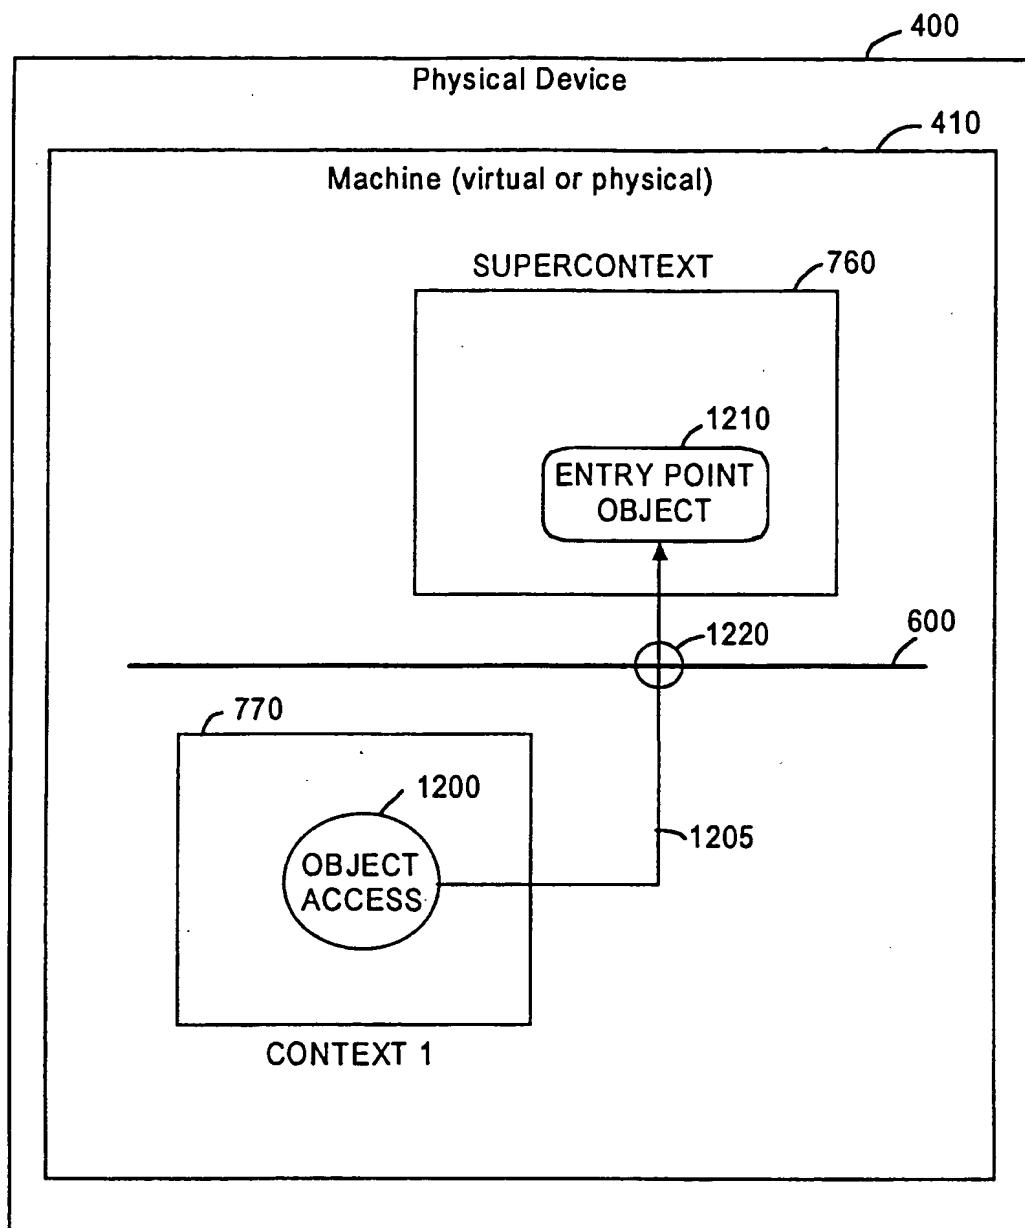 400
Physical Device
410
Machine (virtual or physical)
SUPERCONTEXT
760
1210
ENTRY POINT
OBJECT
1220
600
770
1200
OBJECT
ACCESS
1205
CONTEXT 1